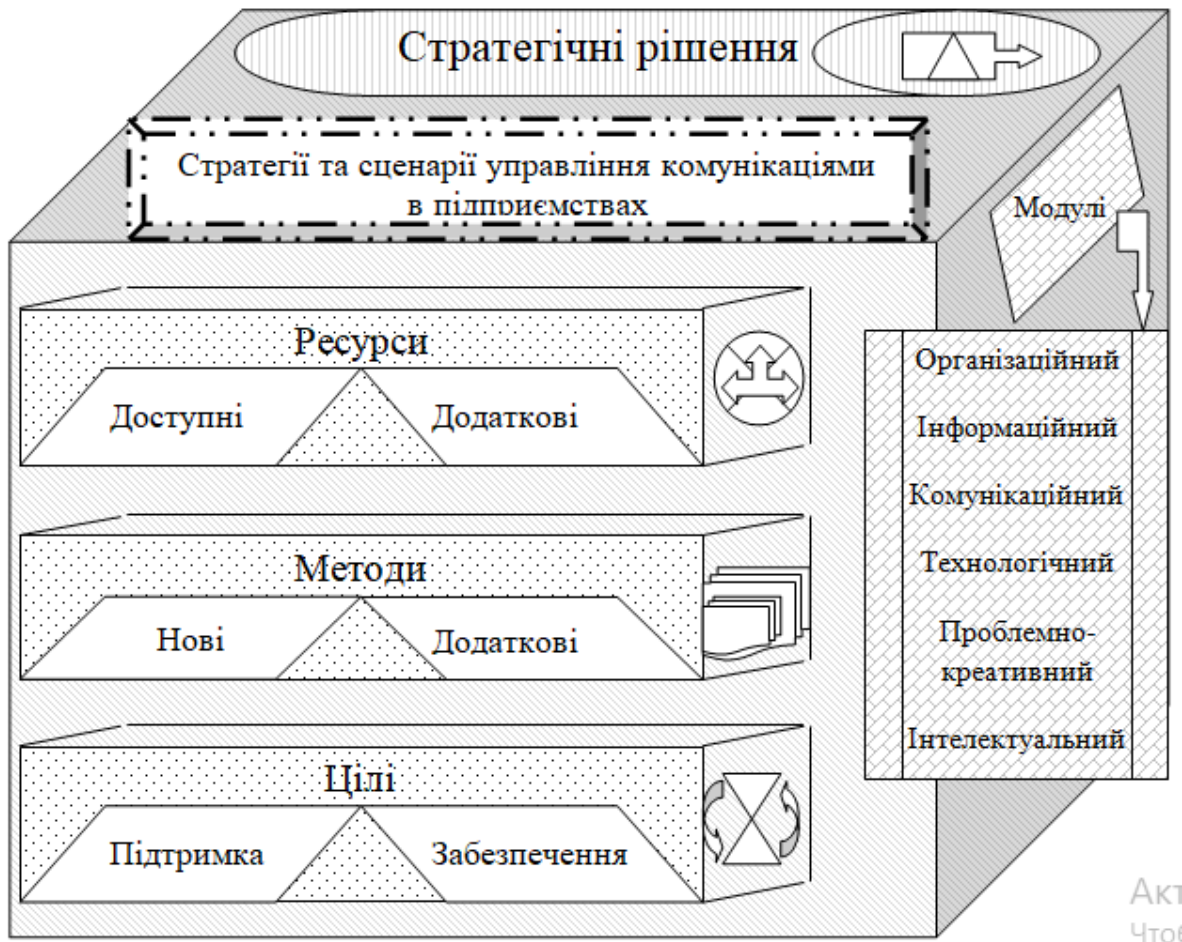 Стратегічні рішення
Стратегії та сценарії управління комунікаціями
в підприємствах
Модулі
Ресурси
Доступні
Додаткові
Методи
Нові
Додаткові
Цілі
Підтримка
Забезпечення
Організаційний
Інформаційний
Комунікаційний
Технологічний
Проблемно-
креативний
Інтелектуальний